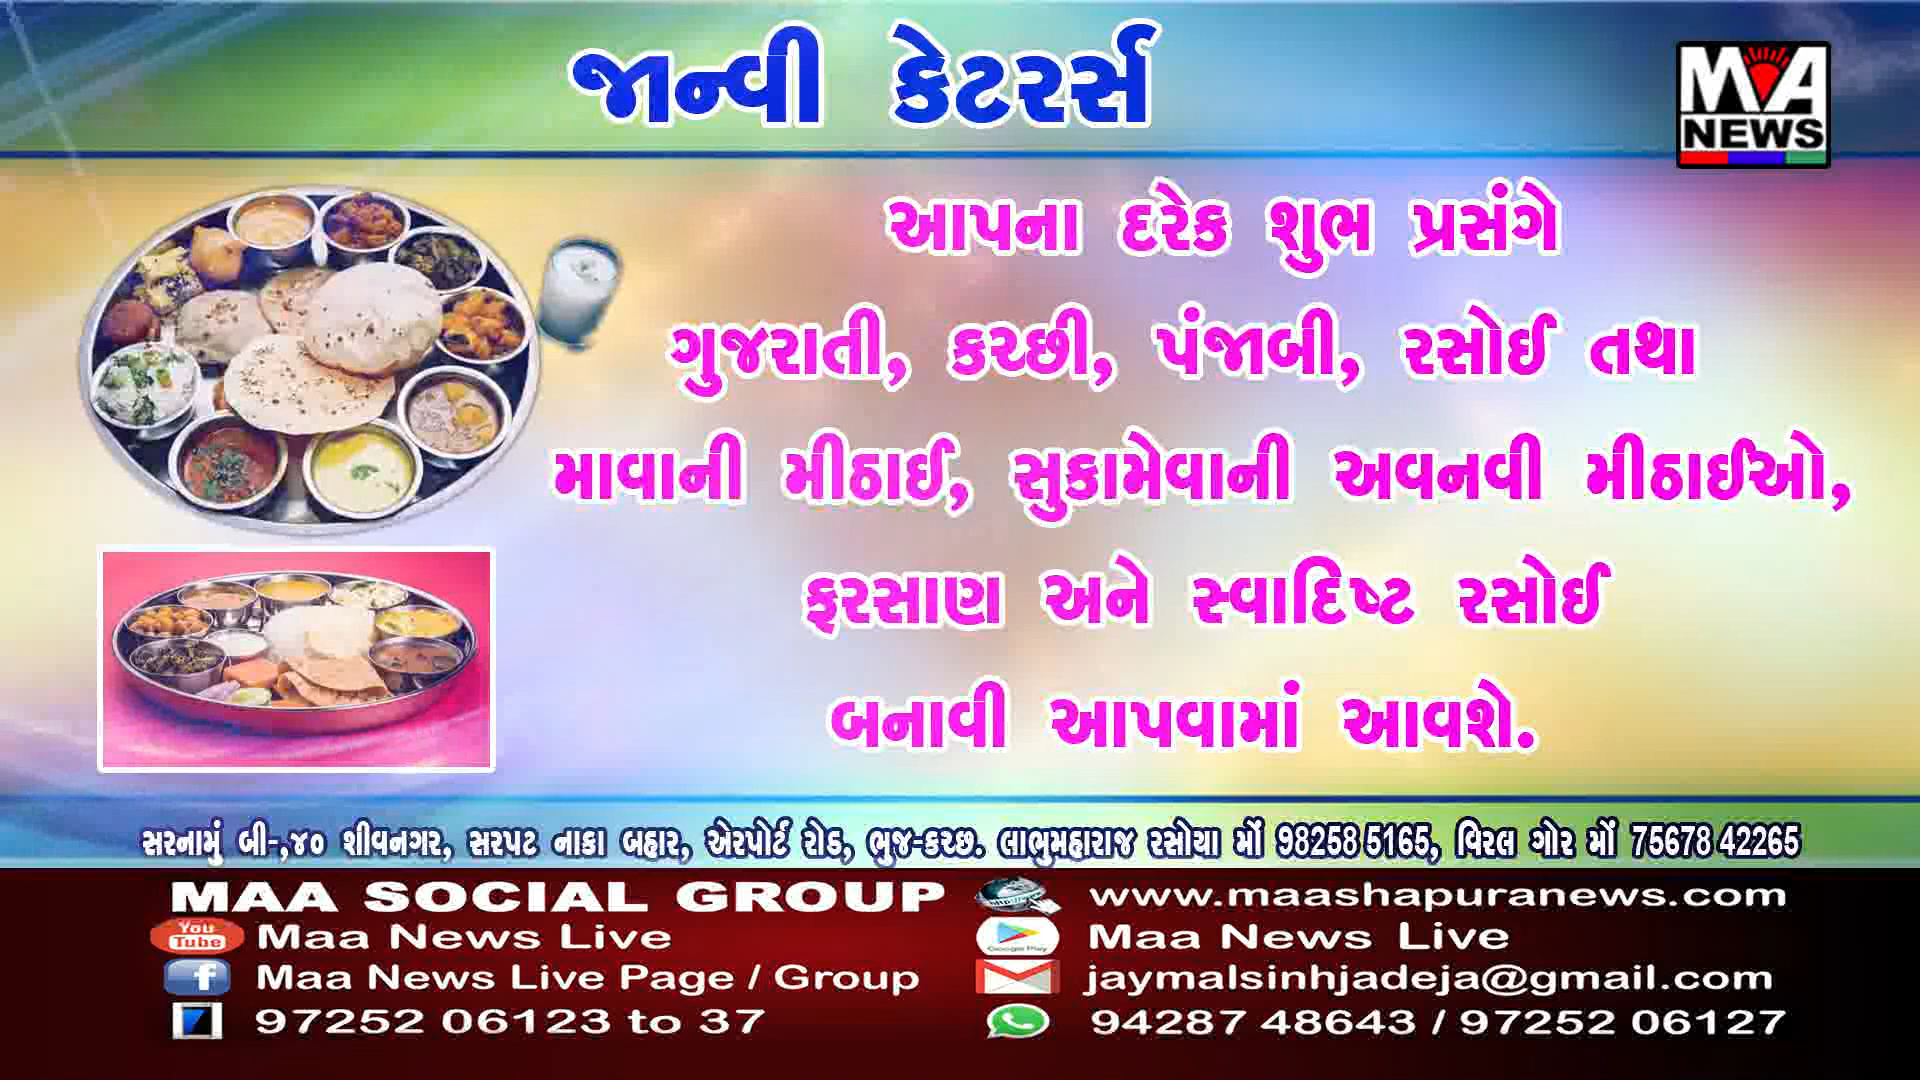 જાન્વી કેટરર્સ
MAA
NEWS
આપના દરેક શુભ પ્રસંગે
ગુજરાતી, કચ્છી, પંજાબી, રસોઈ તથા
માવાની મીઠાઈ, સુકામેવાની અવનવી મીઠાઈઓ,
ફરસાણ અને સ્વાદિષ્ટ રસોઈ
બનાવી આપવામાં આવશે.
સરનામું બી-,૪૦ શીવનગર, સરપટ નાકા બહાર, એરપોર્ટ રોડ, ભુજ-કચ્છ. લાભુમહારાજ રસોયા મોં 98258 5165, વિરલ ગોર મોં 75678 42265
MAA SOCIAL GROUP
www.maashapuranews.com
You Tube
Maa News Live
Google Play
Maa News Live
f
Maa News Live Page / Group
jaymalsinhjadeja@gmail.com
97252 06123 to 37
94287 48643 / 97252 06127